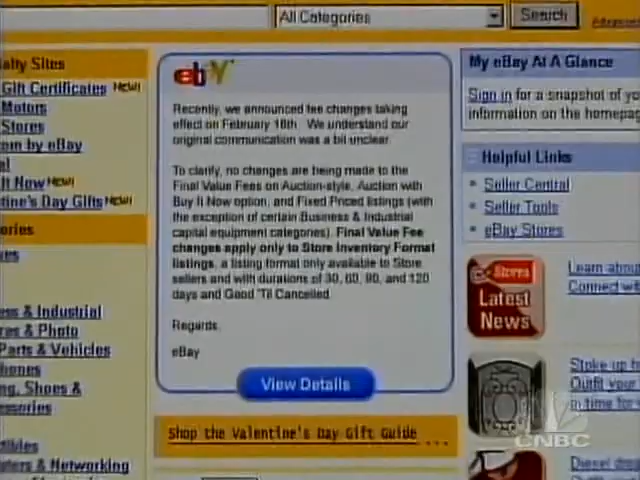 All Categories
Search
Advanced
alty Sites
Gift Certificates NEW!
Motors
Stores
com by eBay
It Now NEW!
tine's Day Gifts NEW!
ories
ess & Industrial
ras & Photo
Parts & Vehicles
hones
ng, Shoes &
essories
tibles
ters & Networking
ebY
Recently, we announced fee changes taking
effect on February 18th. We understand our
original communication was a bit unclear.
To clarify, no changes are being made to the
Final Value Fees on Auction-style, Auction with
Buy It Now option, and Fixed Priced listings (with
the exception of certain Business & Industrial
capital equipment categories). Final Value Fee
changes apply only to Store Inventory Format
listings, a listing format only available to Store
sellers and with durations of 30, 60, 90, and 120
days and Good 'Til Cancelled.
Regards,
eBay
View Details
Shop the Valentine's Day Gift Guide ...
My eBay At A Glance
Sign in for a snapshot of yo
information on the homepag
Helpful Links
Seller Central
Seller Tools
eBay Stores
Stores
Latest
News
Learn about
Connect wit
Stoke up fo
Outfit your
in time for
Diesel
CNBC